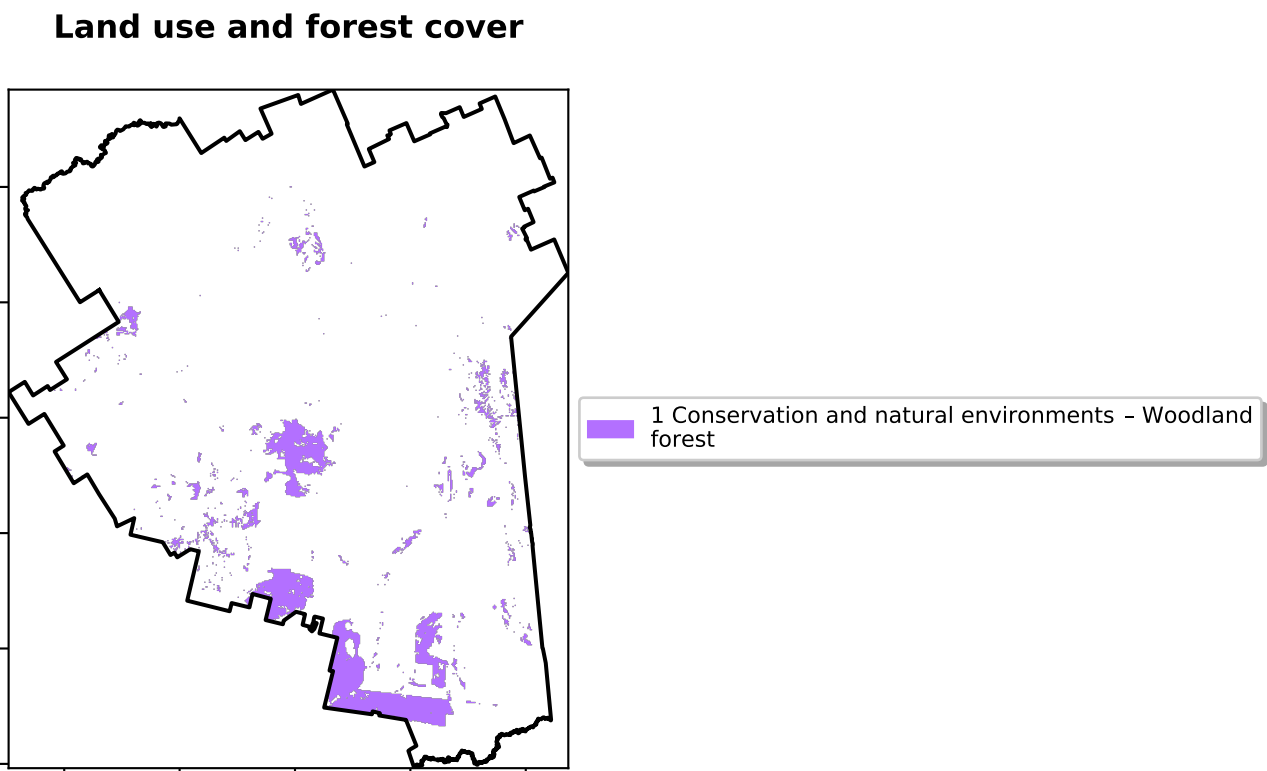 Land use and forest cover
1 Conservation and natural environments – Woodland
forest